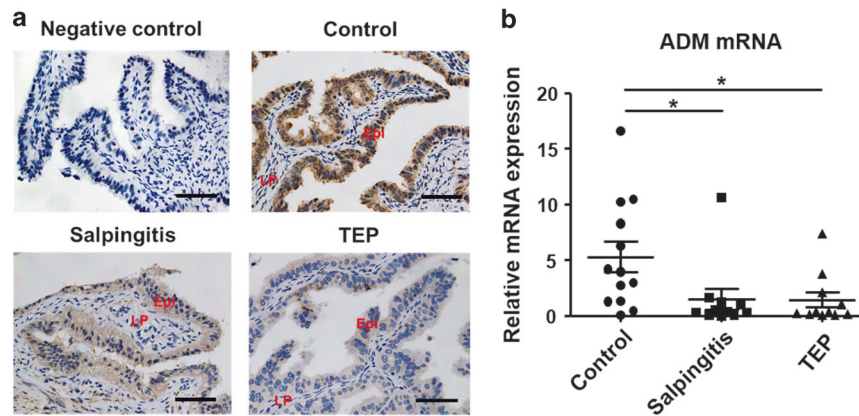 a
Negative control
Control
Epi
LP
Salpingitis
TEP
Epi
LP
Epi
LP
b
ADM mRNA
Relative mRNA expression
20
15
10
5
0
*
*
Control
Salpingitis
TEP